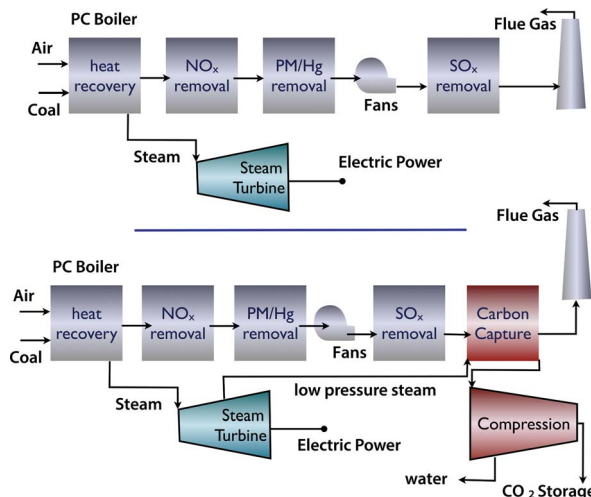 PC Boiler
Flue Gas
Air
Coal
heat
recovery
NOx
removal
PM/Hg
removal
Fans
SOx
removal
Steam
Steam
Turbine
Electric Power
Flue Gas
PC Boiler
Air
Coal
heat
recovery
NOx
removal
PM/Hg
removal
Fans
SOx
removal
Carbon
Capture
Steam
low pressure steam
Steam
Turbine
Electric Power
Compression
water
CO2 Storage